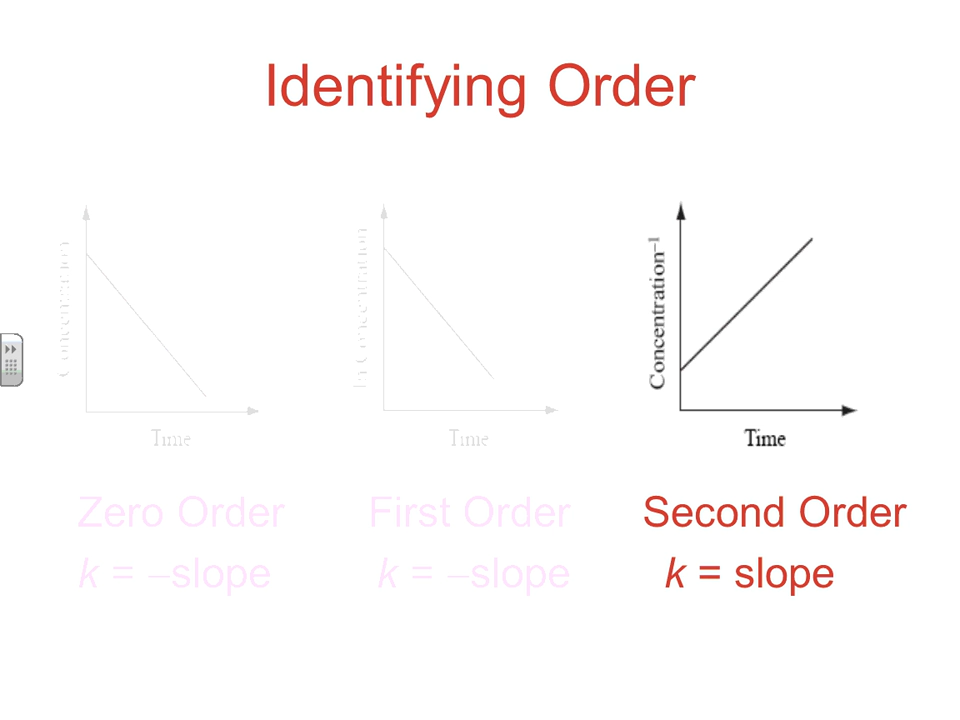 Identifying Order
Concentration
Time
ln Concentration
Time
Concentration⁻¹
Time
Zero Order
First Order
Second Order
k = −slope
k = −slope
k = slope